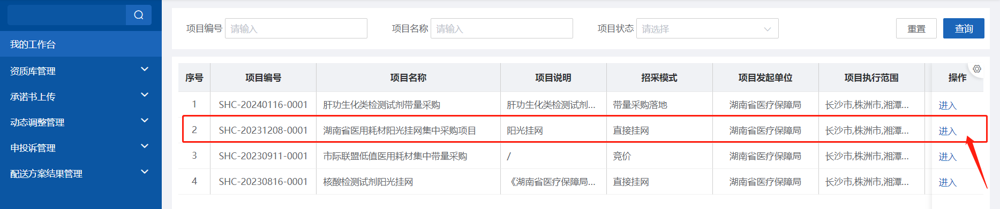 项目编号 请输入 项目名称 请输入 项目状态 请选择 重置 查询
我的工作台
资质库管理
承诺书上传
动态调整管理
申投诉管理
配送方案结果管理
序号 项目编号 项目名称 项目说明 招采模式 项目发起单位 项目执行范围 操作
1 SHC-20240116-0001 肝功生化类检测试剂带量采购 肝功生化类检测试剂... 带量采购落地 湖南省医疗保障局 长沙市,株洲市,湘潭... 进入
2 SHC-20231208-0001 湖南省医用耗材阳光挂网集中采购项目 阳光挂网 直接挂网 湖南省医疗保障局 长沙市,株洲市,湘潭... 进入
3 SHC-20230911-0001 市际联盟低值医用耗材集中带量采购 / 竞价 湖南省医疗保障局 长沙市,株洲市,湘潭... 进入
4 SHC-20230816-0001 核酸检测试剂阳光挂网 《湖南省医疗保障局... 直接挂网 湖南省医疗保障局 长沙市,株洲市,湘潭... 进入